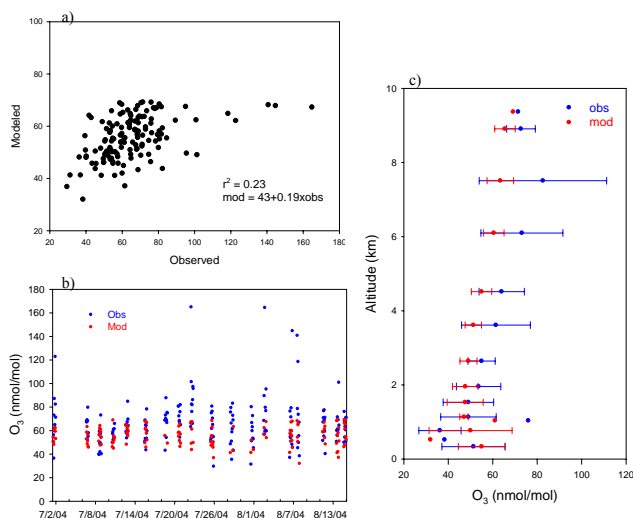 a)
100
80
60
40
20
Modeled
r² = 0.23
mod = 43+0.19xobs
20 40 60 80 100 120 140 160 180
Observed
b)
180
160
140
120
100
80
60
40
20
0
O₃ (nmol/mol)
Obs
Mod
7/2/04 7/8/04 7/14/04 7/20/04 7/26/04 8/1/04 8/7/04 8/13/04
c)
10
8
6
4
2
0
Altitude (km)
obs
mod
20 40 60 80 100 120
O₃ (nmol/mol)